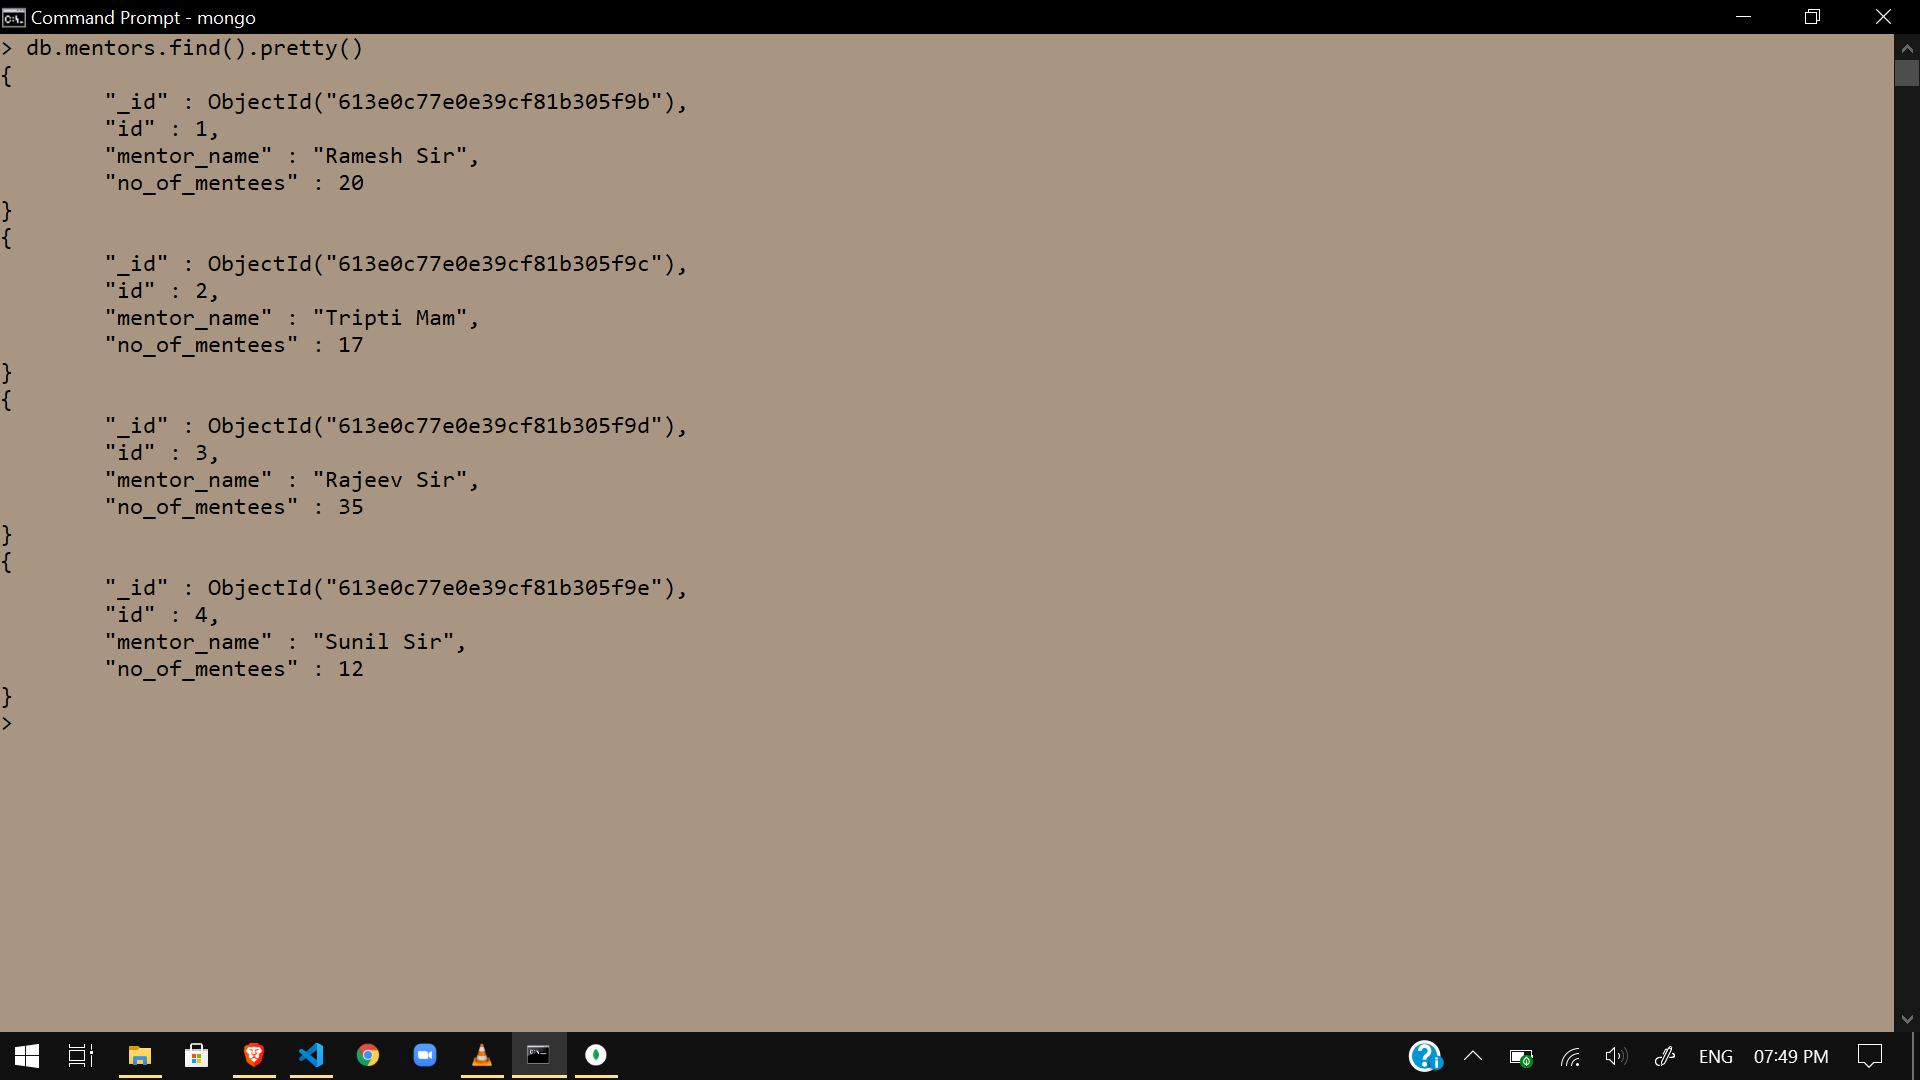 Command Prompt - mongo
> db.mentors.find().pretty()
{
        "_id" : ObjectId("613e0c77e0e39cf81b305f9b"),
        "id" : 1,
        "mentor_name" : "Ramesh Sir",
        "no_of_mentees" : 20
}
{
        "_id" : ObjectId("613e0c77e0e39cf81b305f9c"),
        "id" : 2,
        "mentor_name" : "Tripti Mam",
        "no_of_mentees" : 17
}
{
        "_id" : ObjectId("613e0c77e0e39cf81b305f9d"),
        "id" : 3,
        "mentor_name" : "Rajeev Sir",
        "no_of_mentees" : 35
}
{
        "_id" : ObjectId("613e0c77e0e39cf81b305f9e"),
        "id" : 4,
        "mentor_name" : "Sunil Sir",
        "no_of_mentees" : 12
}
>
ENG 07:49 PM